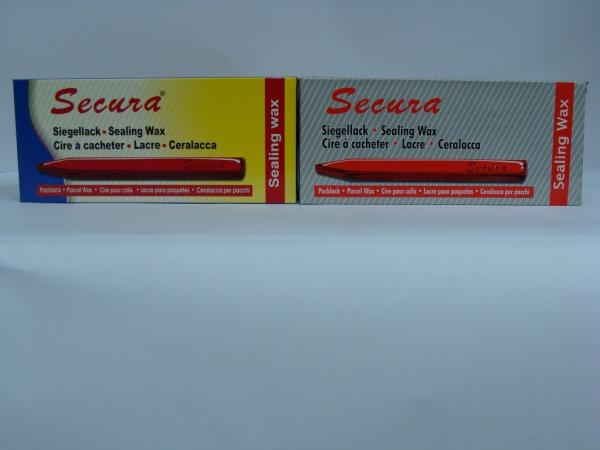 Secura®
Siegellack • Sealing Wax
Cire à cacheter • Lacre • Ceralacca
Secura
Packlack • Parcel Wax • Cire pour colis • Lacre para paquetes • Ceralacca per pacchi
Sealing wax
Secura
Siegellack • Sealing Wax
Cire à cacheter • Lacre • Ceralacca
Secura
Packlack • Parcel Wax • Cire pour colis • Lacre para paquetes • Ceralacca per pacchi
Sealing wax